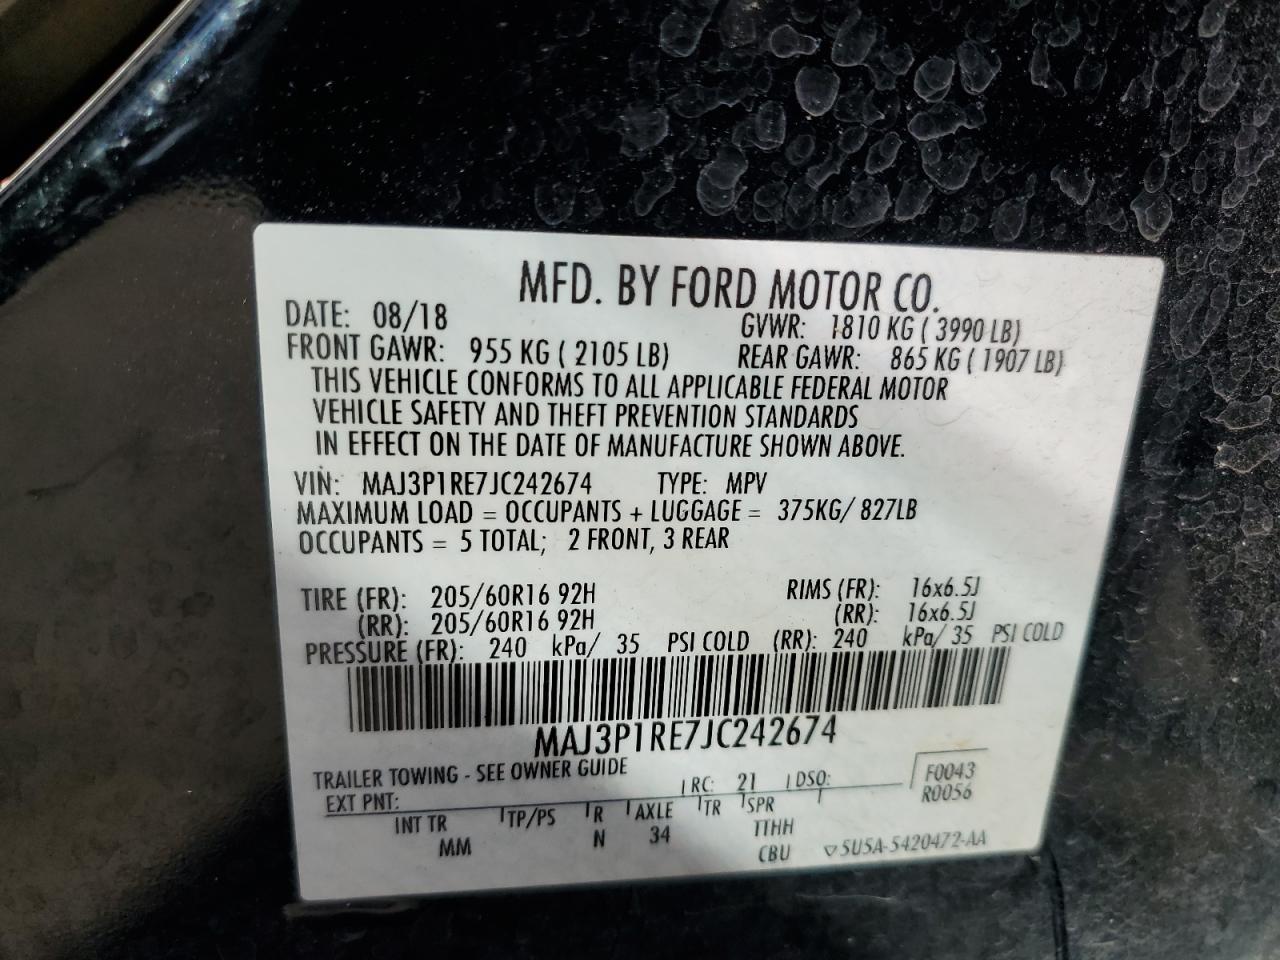 MFD. BY FORD MOTOR CO.
DATE: 08/18 GVWR: 1810 KG ( 3990 LB)
FRONT GAWR: 955 KG ( 2105 LB) REAR GAWR: 865 KG ( 1907 LB)
THIS VEHICLE CONFORMS TO ALL APPLICABLE FEDERAL MOTOR
VEHICLE SAFETY AND THEFT PREVENTION STANDARDS
IN EFFECT ON THE DATE OF MANUFACTURE SHOWN ABOVE.
VIN: MAJ3P1RE7JC242674 TYPE: MPV
MAXIMUM LOAD = OCCUPANTS + LUGGAGE = 375KG/ 827LB
OCCUPANTS = 5 TOTAL; 2 FRONT, 3 REAR
TIRE (FR): 205/60R16 92H RIMS (FR): 16x6.5J
(RR): 205/60R16 92H (RR): 16x6.5J
PRESSURE (FR): 240 kPa/ 35 PSI COLD (RR): 240 kPa/ 35 PSI COLD
MAJ3P1RE7JC242674
TRAILER TOWING - SEE OWNER GUIDE
EXT PNT: RC: 21 DSO: F0043
R0056
INT TR TP/PS R AXLE TR SPR
MM N 34 TTHH
CBU ▽5U5A-5420472-AA